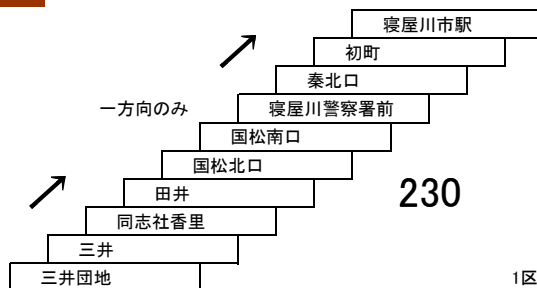 寝屋川市駅
初町
秦北口
一方向のみ
寝屋川警察署前
国松南口
国松北口
田井
230
同志社香里
三井
三井団地
1区